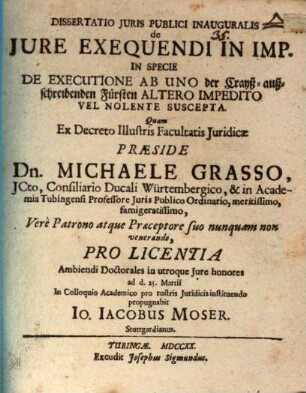 DISSERTATIO JURIS PUBLICI INAUGURALIS
de
JURE EXEQUENDI IN IMP.
IN SPECIE
DE EXECUTIONE AB UNO der Crayß-auß-
schreibenden Fürsten ALTERO IMPEDITO
VEL NOLENTE SUSCEPTA.
Quam
Ex Decreto Illustris Facultatis Juridicæ
PRÆSIDE
Dn. MICHAELE GRASSO,
JCto, Consiliario Ducali Würtembergico, & in Acade-
mia Tubingensi Professore Juris Publico Ordinario, meritissimo,
famigeratissimo,
Verè Patrono atque Præceptore suo nunquam non
venerando,
PRO LICENTIA
Ambiendi Doctorales in utroque Jure honores
ad d. 25. Martii
In Colloquio Academico pro rostris Juridicis instituendo
propugnabit
IO. IACOBUS MOSER.
Stuttgardianus.
TUBINGÆ, MDCCXX.
Excudit Josephus Sigmundus.